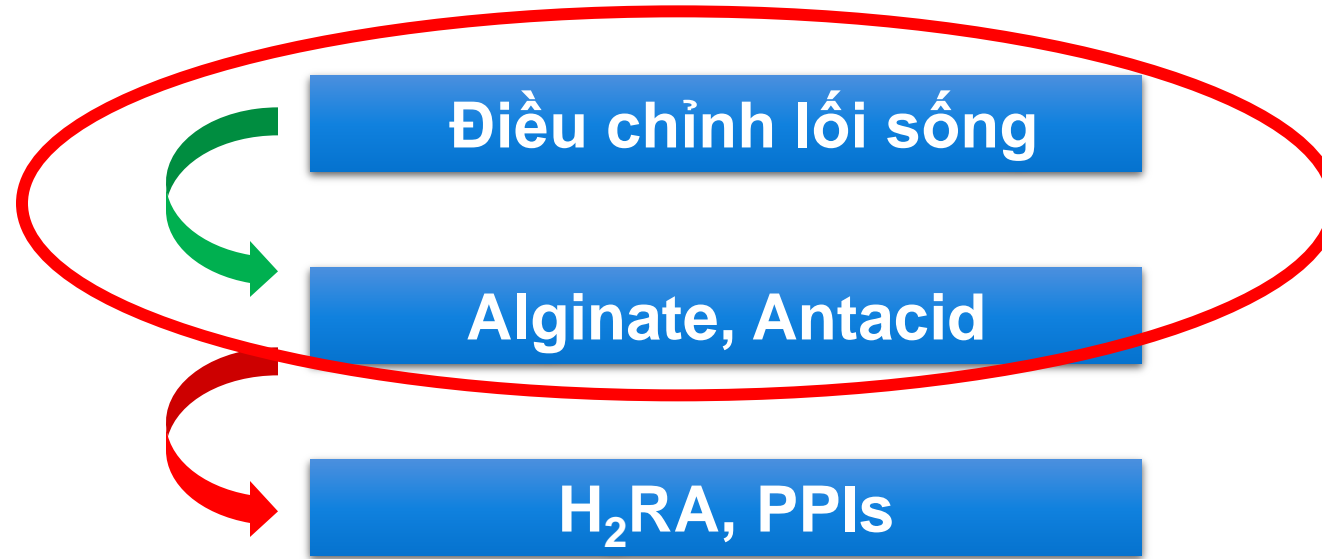 Điều chỉnh lối sống
Alginate, Antacid
H₂RA, PPIs